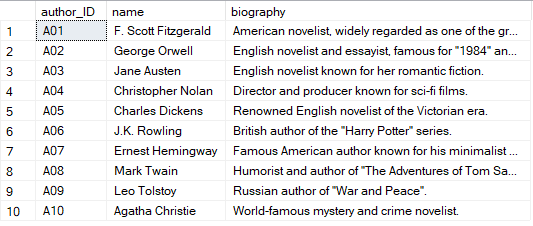 author_ID name biography
1 A01 F. Scott Fitzgerald American novelist, widely regarded as one of the gr...
2 A02 George Orwell English novelist and essayist, famous for "1984" an...
3 A03 Jane Austen English novelist known for her romantic fiction.
4 A04 Christopher Nolan Director and producer known for sci-fi films.
5 A05 Charles Dickens Renowned English novelist of the Victorian era.
6 A06 J.K. Rowling British author of the "Harry Potter" series.
7 A07 Ernest Hemingway Famous American author known for his minimalist ...
8 A08 Mark Twain Humorist and author of "The Adventures of Tom Sa...
9 A09 Leo Tolstoy Russian author of "War and Peace".
10 A10 Agatha Christie World-famous mystery and crime novelist.